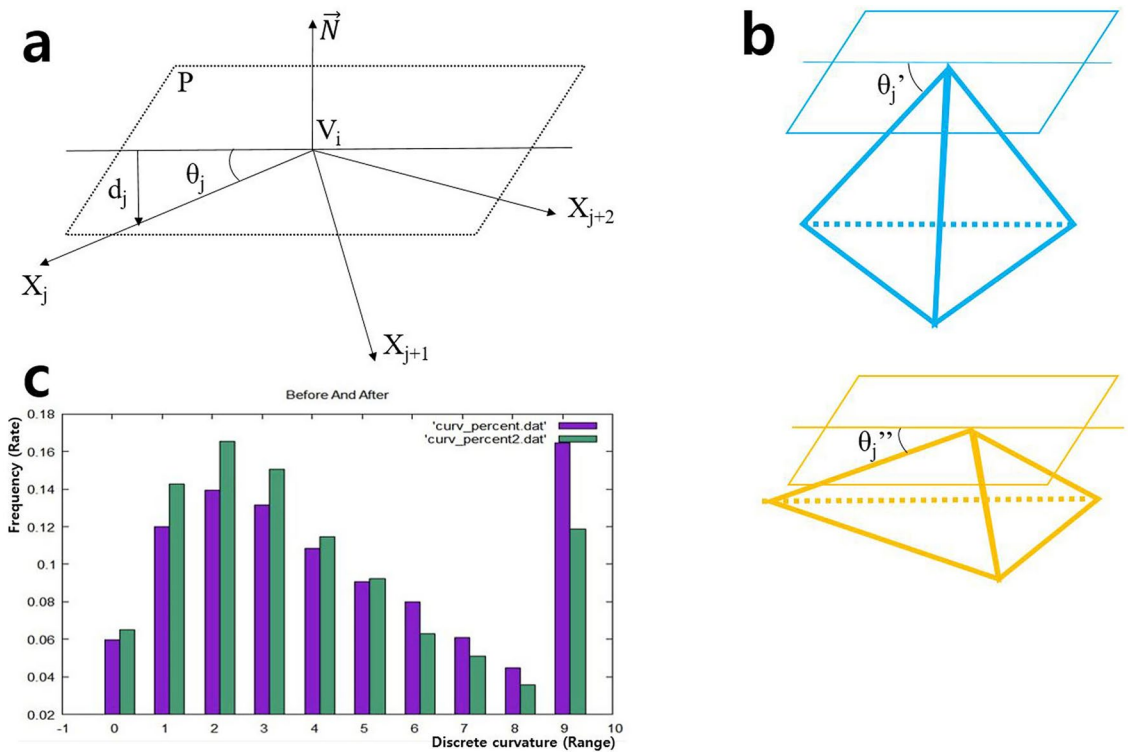 a
N⃗
P
V_i
d_j
θ_j
X_j
X_{j+1}
X_{j+2}
b
θ_j’
θ_j’’
c
Before And After
'curv_percent.dat'
'curv_percent2.dat'
Frequency (Rate)
0.18
0.16
0.14
0.12
0.1
0.08
0.06
0.04
0.02
-1 0 1 2 3 4 5 6 7 8 9 10
Discrete curvature (Range)